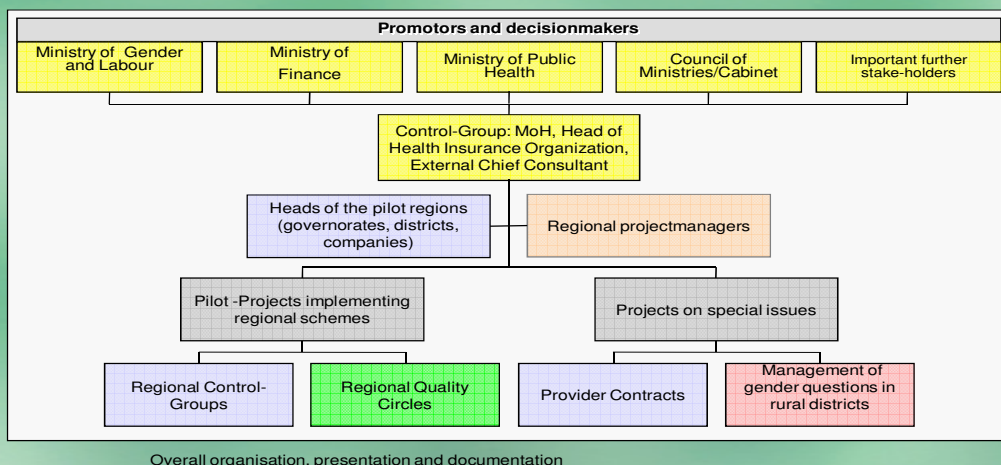 Promotors and decisionmakers
Ministry of Gender
and Labour
Ministry of
Finance
Ministry of Public
Health
Council of
Ministries/Cabinet
Important further
stake-holders
Control-Group: MoH, Head of
Health Insurance Organization,
External Chief Consultant
Heads of the pilot regions
(governorates, districts,
companies)
Regional projectmanagers
Pilot -Projects implementing
regional schemes
Projects on special issues
Regional Control-
Groups
Regional Quality
Circles
Provider Contracts
Management of
gender questions in
rural districts
Overall organisation, presentation and documentation